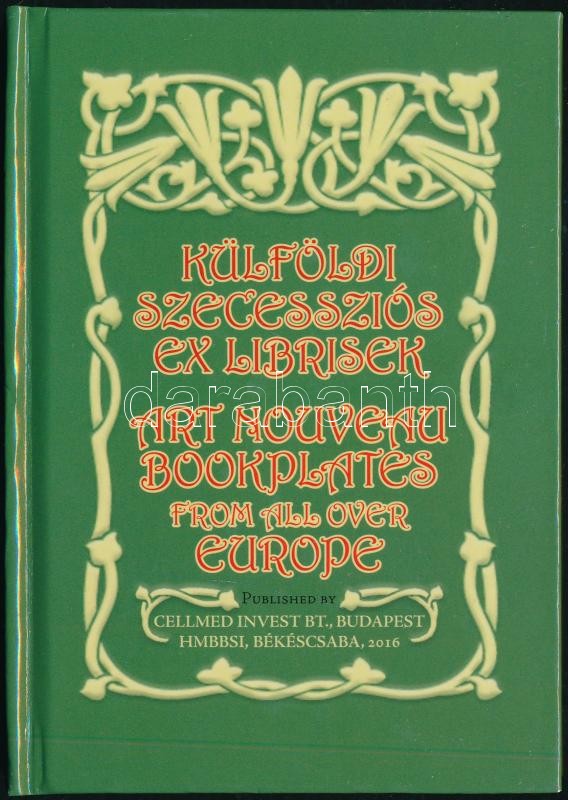 KÜLFÖLDI
SZECESSZIÓS
EX LIBRISEK
darabanth
ART NOUVEAU
BOOKPLATES
FROM ALL OVER
EUROPE
PUBLISHED BY
CELLMED INVEST BT., BUDAPEST
HMBBSI, BÉKÉSCSABA, 2016